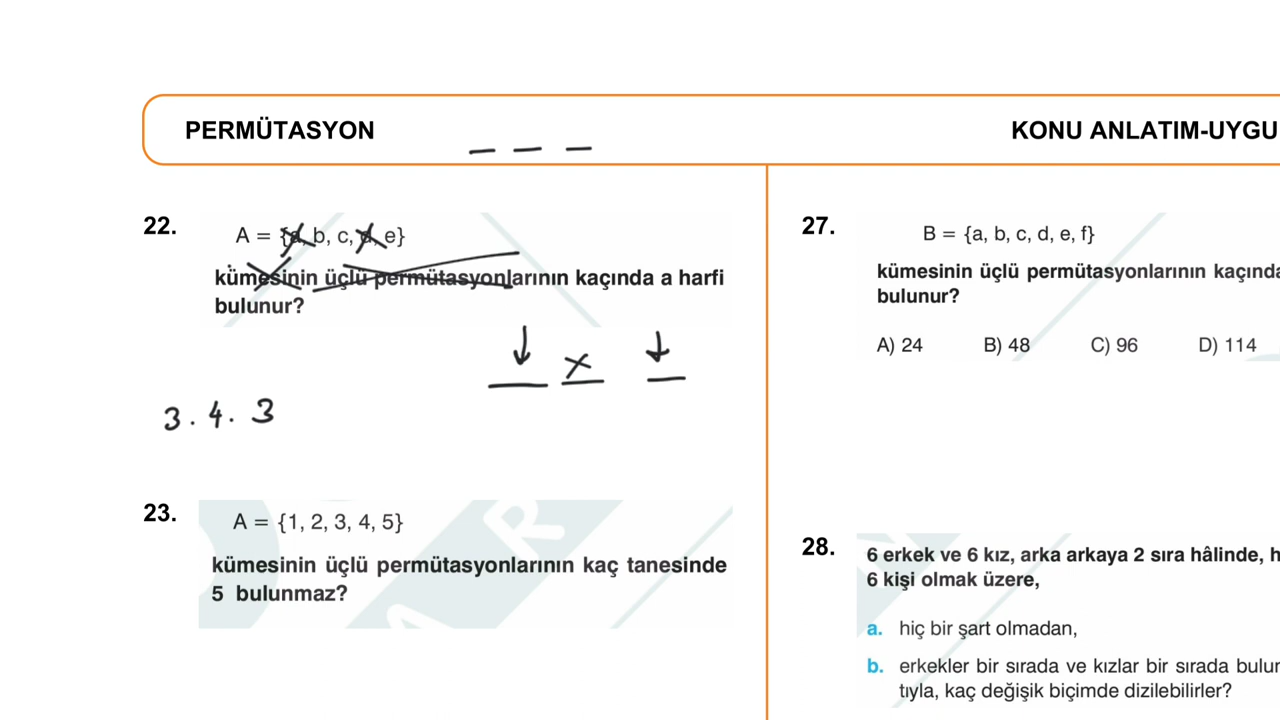 PERMÜTASYON
KONU ANLATIM-UYGU
22. A = {a, b, c, d, e}
kümesinin üçlü permütasyonlarının kaçında a harfi
bulunur?
x
3 . 4 . 3
23. A = {1, 2, 3, 4, 5}
kümesinin üçlü permütasyonlarının kaç tanesinde
5 bulunmaz?
27. B = {a, b, c, d, e, f}
kümesinin üçlü permütasyonlarının kaçında
bulunur?
A) 24 B) 48 C) 96 D) 114
28. 6 erkek ve 6 kız, arka arkaya 2 sıra hâlinde, h
6 kişi olmak üzere,
a. hiç bir şart olmadan,
b. erkekler bir sırada ve kızlar bir sırada bulun
tıyla, kaç değişik biçimde dizilebilirler?